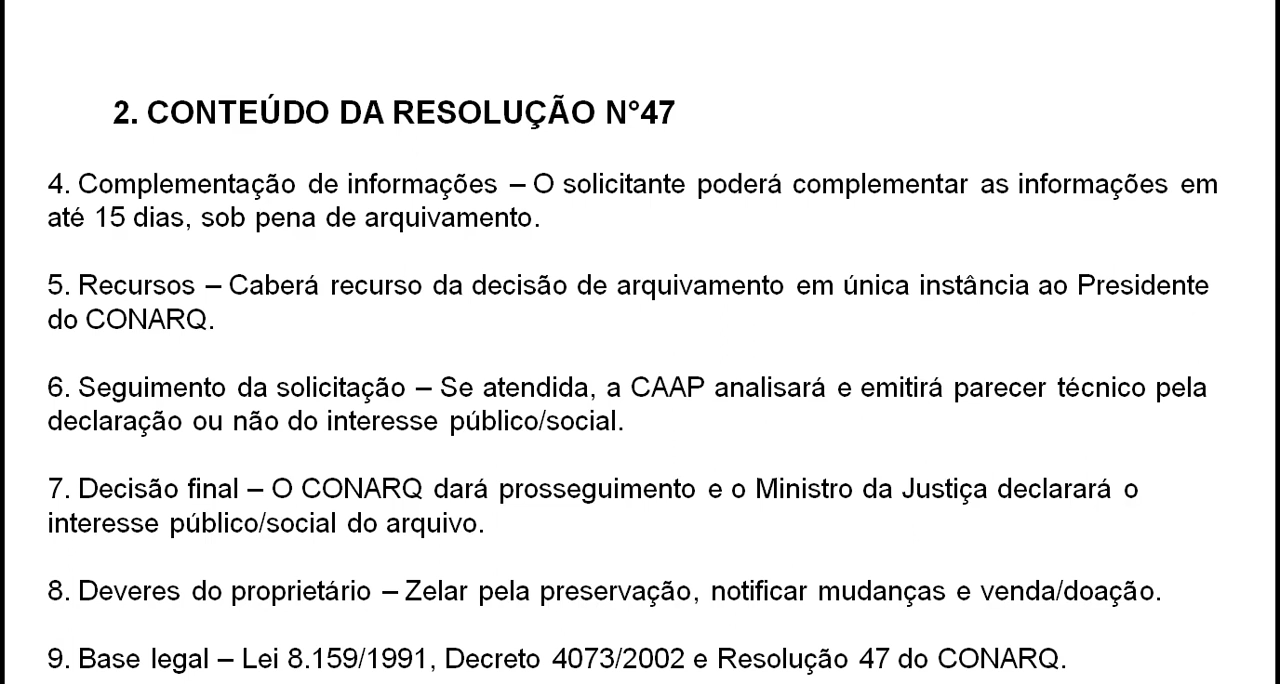 2. CONTEÚDO DA RESOLUÇÃO N°47
4. Complementação de informações – O solicitante poderá complementar as informações em
até 15 dias, sob pena de arquivamento.
5. Recursos – Caberá recurso da decisão de arquivamento em única instância ao Presidente
do CONARQ.
6. Seguimento da solicitação – Se atendida, a CAAP analisará e emitirá parecer técnico pela
declaração ou não do interesse público/social.
7. Decisão final – O CONARQ dará prosseguimento e o Ministro da Justiça declarará o
interesse público/social do arquivo.
8. Deveres do proprietário – Zelar pela preservação, notificar mudanças e venda/doação.
9. Base legal – Lei 8.159/1991, Decreto 4073/2002 e Resolução 47 do CONARQ.